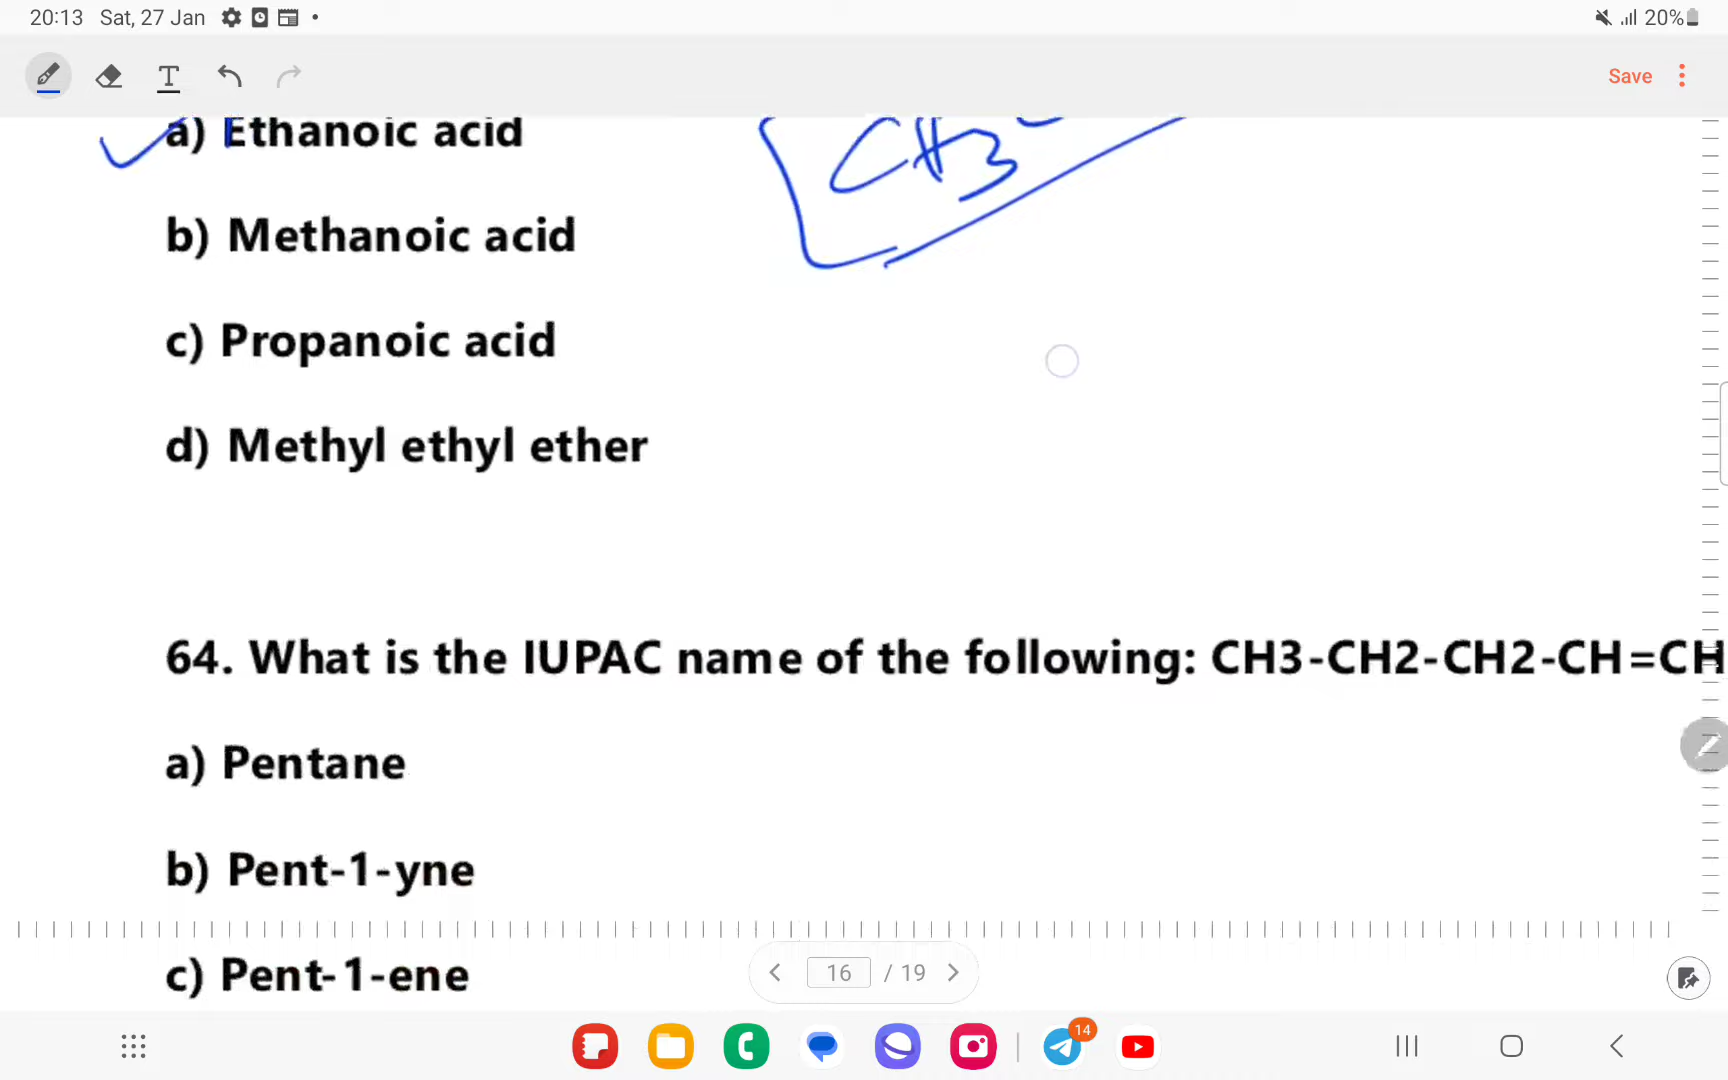 20:13 Sat, 27 Jan
20%
T
Save
a) Ethanoic acid
CH3
b) Methanoic acid
c) Propanoic acid
d) Methyl ethyl ether
64. What is the IUPAC name of the following: CH3-CH2-CH2-CH=CH
a) Pentane
b) Pent-1-yne
c) Pent-1-ene
16 / 19
14